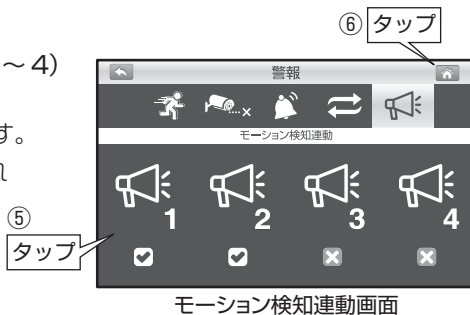 ⑥ タップ
～4）
警報
x
モーション検知連動
す。
れ
⑤
タップ
1 2 3 4
モーション検知連動画面